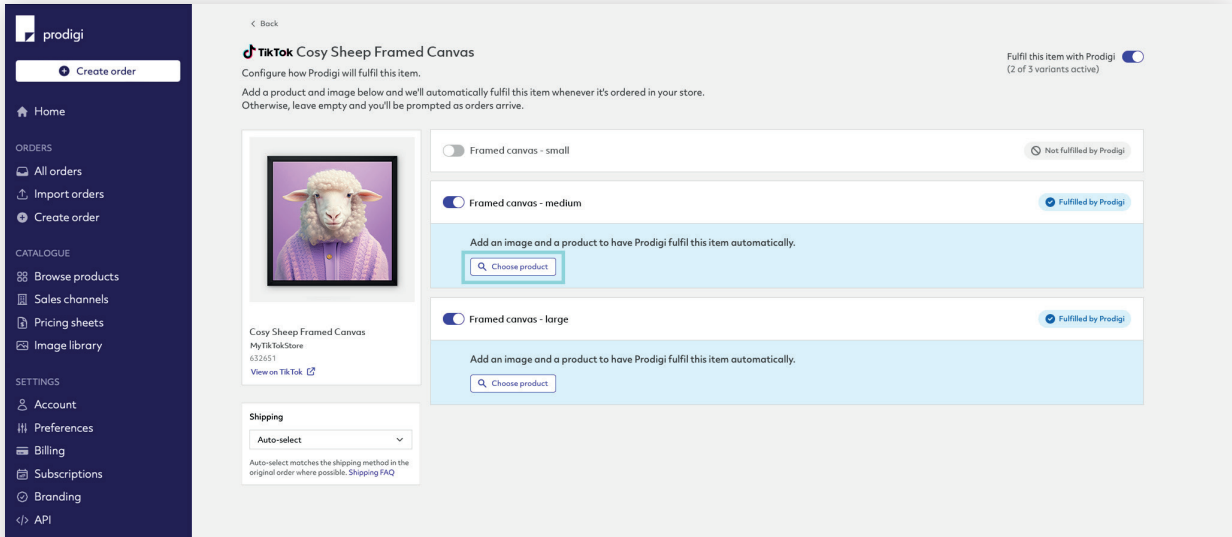 prodigi
Create order
Home
ORDERS
All orders
Import orders
Create order
CATALOGUE
Browse products
Sales channels
Pricing sheets
Image library
SETTINGS
Account
Preferences
Billing
Subscriptions
Branding
API
Back
TikTok Cosy Sheep Framed Canvas
Configure how Prodigi will fulfil this item.
Add a product and image below and we'll automatically fulfil this item whenever it's ordered in your store.
Otherwise, leave empty and you'll be prompted as orders arrive.
Fulfil this item with Prodigi
(2 of 3 variants active)
Cosy Sheep Framed Canvas
MyTikTokStore
632651
View on TikTok
Shipping
Auto-select
Auto-select matches the shipping method in the
original order where possible. Shipping FAQ
Framed canvas - small
Not fulfilled by Prodigi
Framed canvas - medium
Fulfilled by Prodigi
Add an image and a product to have Prodigi fulfil this item automatically.
Choose product
Framed canvas - large
Fulfilled by Prodigi
Add an image and a product to have Prodigi fulfil this item automatically.
Choose product